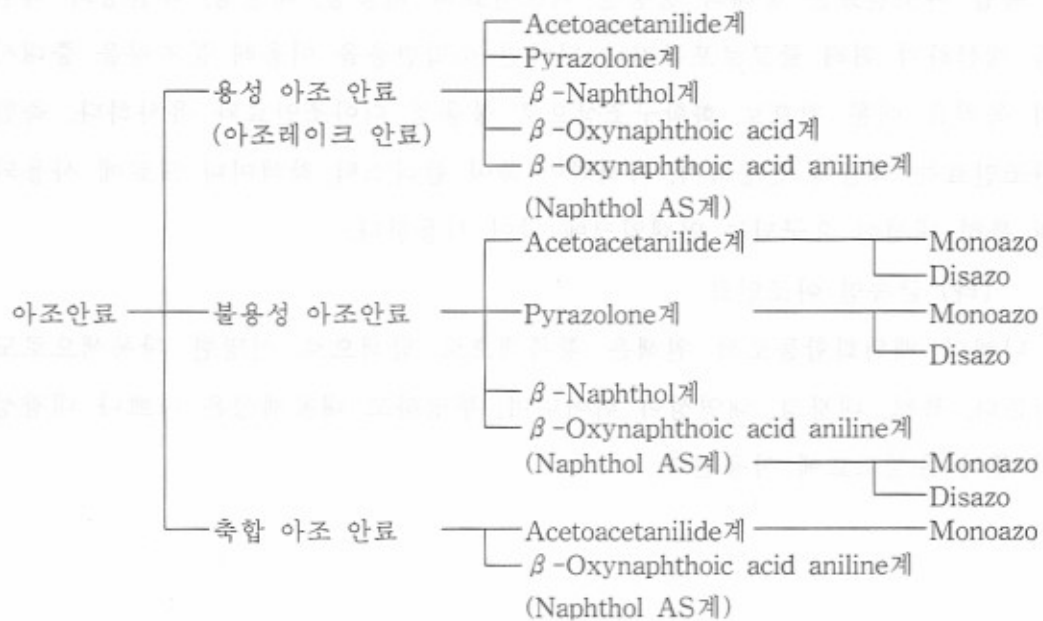 Acetoacetanilide계
Pyrazolone계
용성 아조 안료 β-Naphthol계
(아조레이크 안료) β-Oxynaphthoic acid계
β-Oxynaphthoic acid aniline계
(Naphthol AS계)
Acetoacetanilide계 Monoazo
Disazo
아조안료 불용성 아조안료 Pyrazolone계 Monoazo
Disazo
β-Naphthol계
β-Oxynaphthoic acid aniline계
(Naphthol AS계) Monoazo
Disazo
축합 아조 안료 Acetoacetanilide계 Monoazo
β-Oxynaphthoic acid aniline계
(Naphthol AS계)